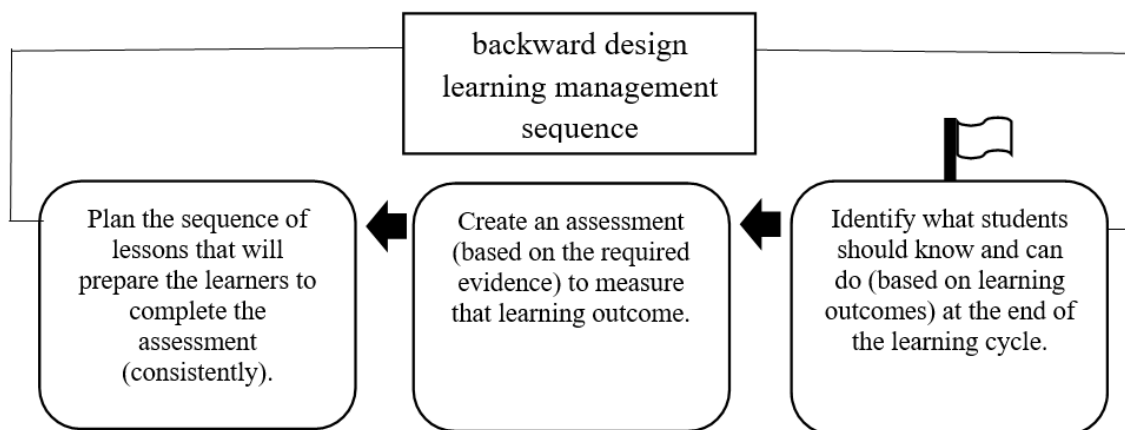 backward design
learning management
sequence
Plan the sequence of
lessons that will
prepare the learners to
complete the
assessment
(consistently).
Create an assessment
(based on the required
evidence) to measure
that learning outcome.
Identify what students
should know and can
do (based on learning
outcomes) at the end of
the learning cycle.